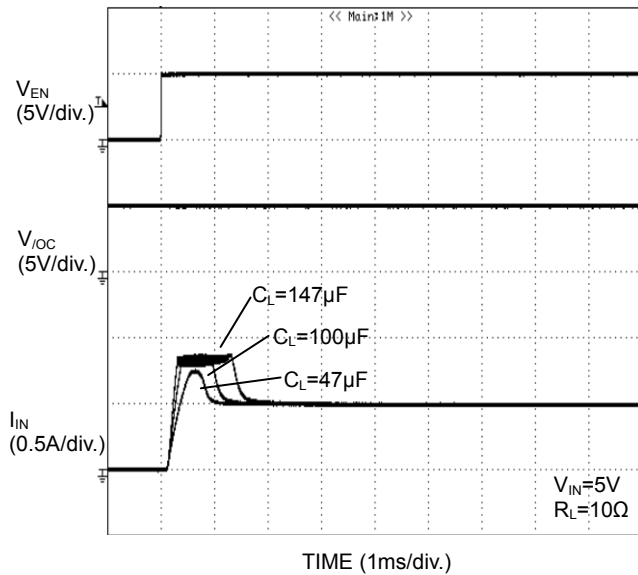 << Main:1M >>
V_EN
(5V/div.)
T
V_/OC
(5V/div.)
C_L=147μF
C_L=100μF
C_L=47μF
I_IN
(0.5A/div.)
V_IN=5V
R_L=10Ω
TIME (1ms/div.)